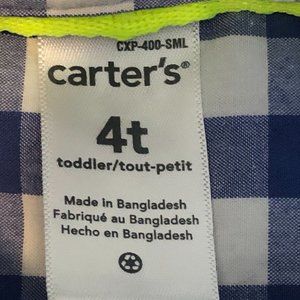 CXP-400-SML
carter's®
4t
toddler/tout-petit
Made in Bangladesh
Fabriqué au Bangladesh
Hecho en Bangladesh